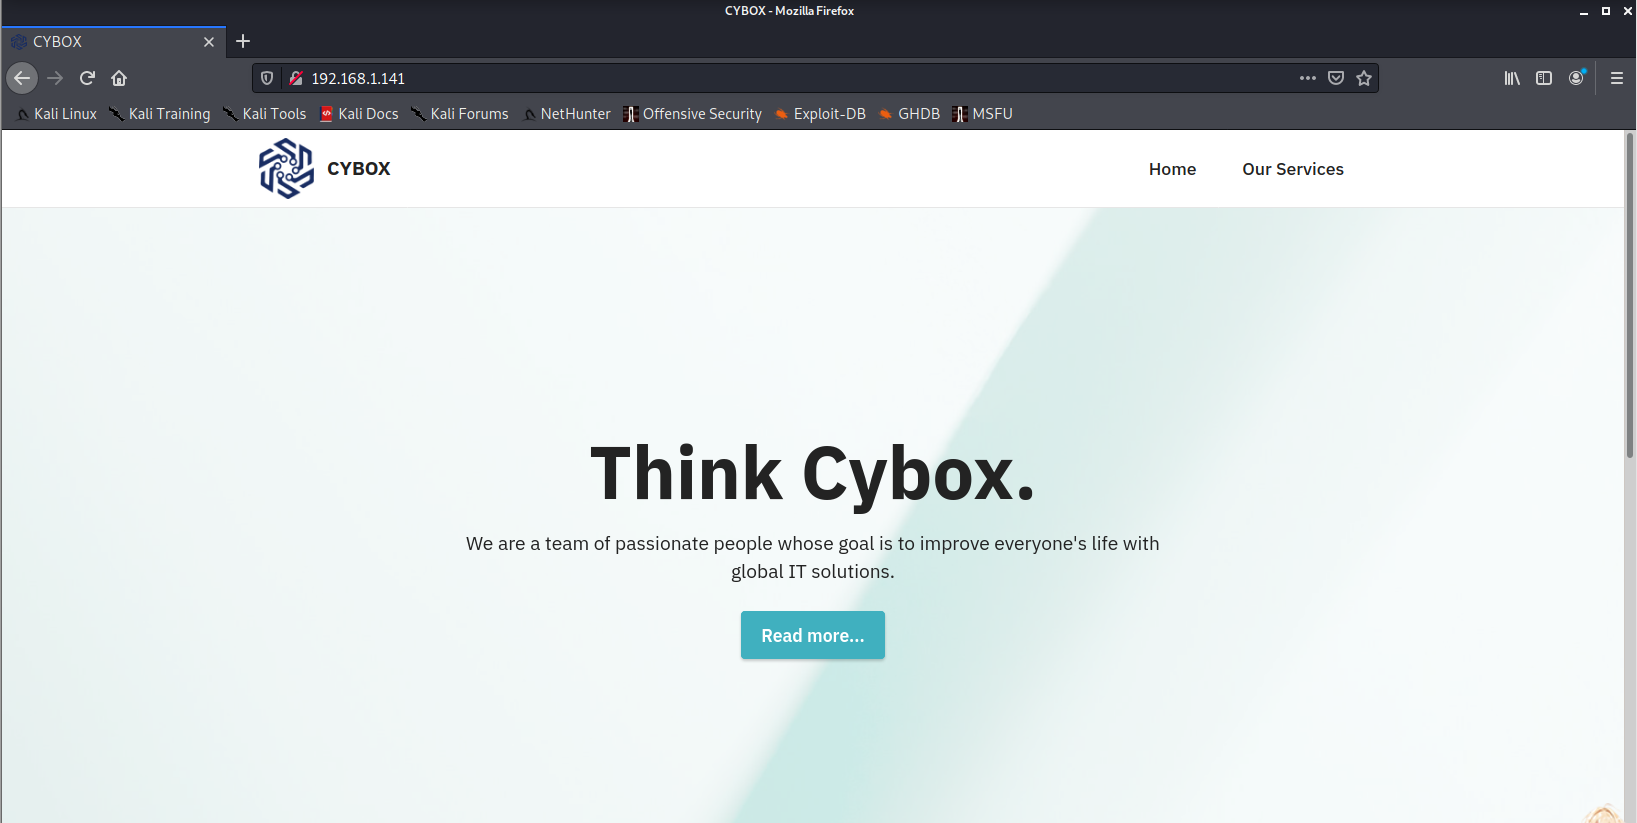 CYBOX - Mozilla Firefox
CYBOX
192.168.1.141
Kali Linux Kali Training Kali Tools Kali Docs Kali Forums NetHunter Offensive Security Exploit-DB GHDB MSFU
CYBOX Home Our Services
Think Cybox.
We are a team of passionate people whose goal is to improve everyone's life with
global IT solutions.
Read more...